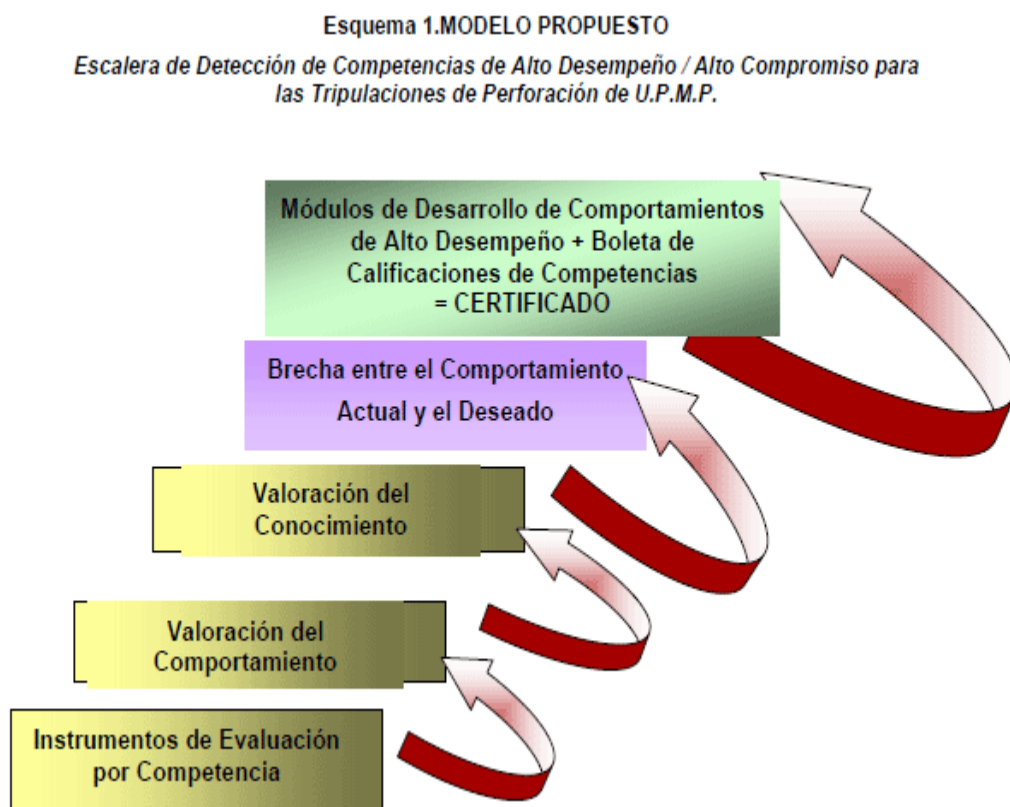 Esquema 1.MODELO PROPUESTO
Escalera de Detección de Competencias de Alto Desempeño / Alto Compromiso para
las Tripulaciones de Perforación de U.P.M.P.
Módulos de Desarrollo de Comportamientos
de Alto Desempeño + Boleta de
Calificaciones de Competencias
= CERTIFICADO
Brecha entre el Comportamiento
Actual y el Deseado
Valoración del
Conocimiento
Valoración del
Comportamiento
Instrumentos de Evaluación
por Competencia